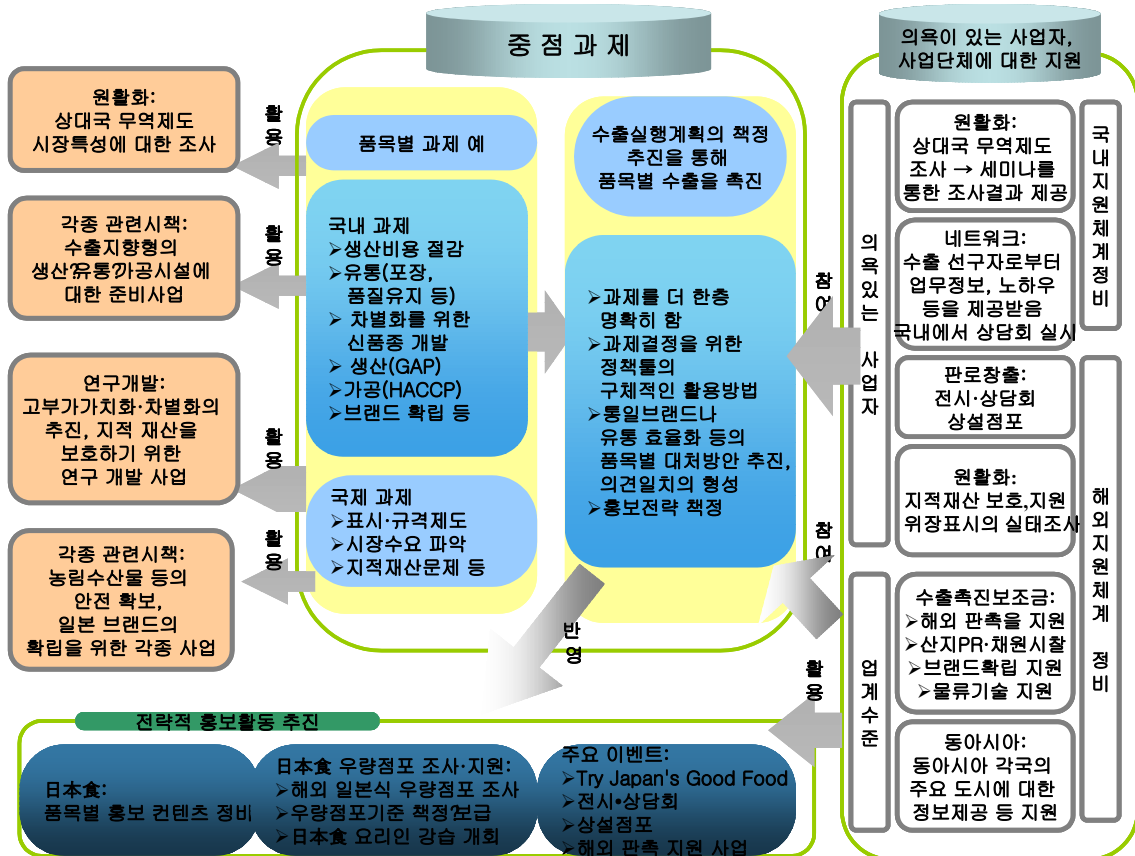 중점과제
의욕이 있는 사업자,
사업단체에 대한 지원
원활화:
상대국 무역제도
시장특성에 대한 조사
각종 관련시책:
수출지향형의
생산?유통?가공시설에
대한 준비사업
연구개발:
고부가가치화·차별화의
추진, 지적 재산을
보호하기 위한
연구 개발 사업
각종 관련시책:
농림수산물 등의
안전 확보,
일본 브랜드의
확립을 위한 각종 사업
활용
활용
활용
활용
품목별 과제 예
국내 과제
➢생산비용 절감
➢유통(포장,
품질유지 등)
➢ 차별화를 위한
신품종 개발
➢ 생산(GAP)
➢가공(HACCP)
➢브랜드 확립 등
국제 과제
➢표시·규격제도
➢시장수요 파악
➢지적재산문제 등
수출실행계획의 책정
추진을 통해
품목별 수출을 촉진
➢과제를 더 한층
명확히 함
➢과제결정을 위한
정책툴의
구체적인 활용방법
➢통일브랜드나
유통 효율화 등의
품목별 대처방안 추진,
의견일치의 형성
➢홍보전략 책정
참여
참여
반영
활용
의욕있는 사업자
업계수준
원활화:
상대국 무역제도
조사 → 세미나를
통한 조사결과 제공
네트워크:
수출 선구자로부터
업무정보, 노하우
등을 제공받음
국내에서 상담회 실시
판로창출:
전시·상담회
상설점포
원활화:
지적재산 보호,지원
위장표시의 실태조사
수출촉진보조금:
➢해외 판촉을 지원
➢산지PR·채원시찰
➢브랜드확립 지원
➢물류기술 지원
동아시아:
동아시아 각국의
주요 도시에 대한
정보제공 등 지원
국내지원체계정비
해외지원체계 정비
전략적 홍보활동 추진
日本食:
품목별 홍보 컨텐츠 정비
日本食 우량점포 조사·지원:
➢해외 일본식 우량점포 조사
➢우량점포기준 책정?보급
➢日本食 요리인 강습 개회
주요 이벤트:
➢Try Japan's Good Food
➢전시•상담회
➢상설점포
➢해외 판촉 지원 사업